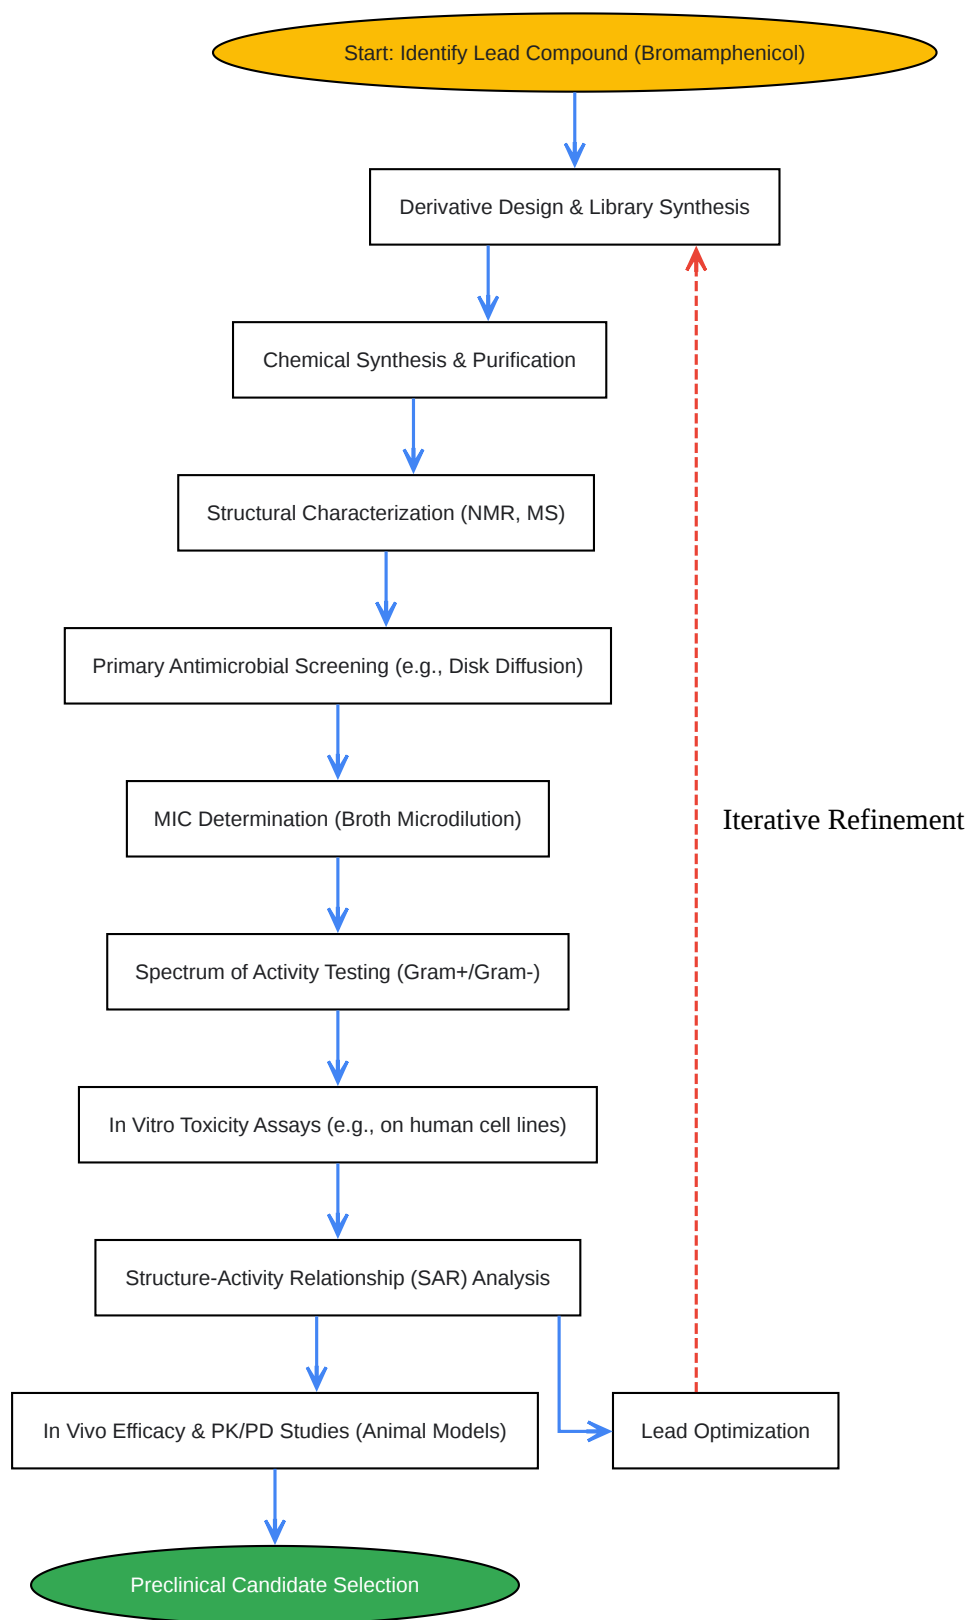 Start: Identify Lead Compound (Bromamphenicol)
Derivative Design & Library Synthesis
Chemical Synthesis & Purification
Structural Characterization (NMR, MS)
Primary Antimicrobial Screening (e.g., Disk Diffusion)
MIC Determination (Broth Microdilution)
Iterative Refinement
Spectrum of Activity Testing (Gram+/Gram-)
In Vitro Toxicity Assays (e.g., on human cell lines)
Structure-Activity Relationship (SAR) Analysis
In Vivo Efficacy & PK/PD Studies (Animal Models)
Lead Optimization
Preclinical Candidate Selection